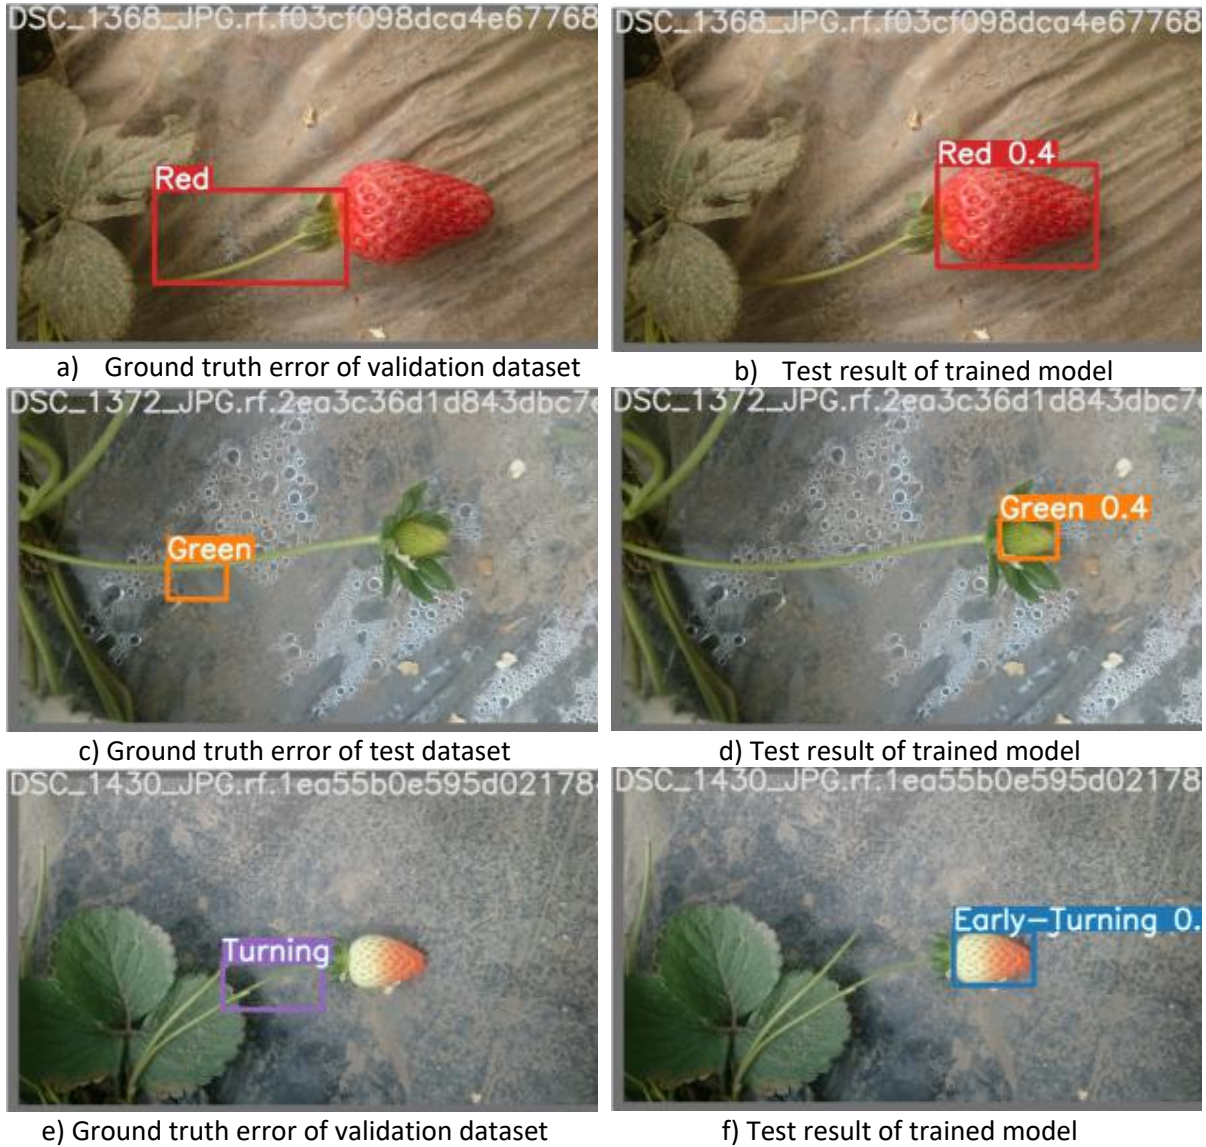 DSC_1368_JPG.rf.f03cf098dca4e67768
DSC_1368_JPG.rf.f03cf098dca4e67768
Red
Red 0.4
a) Ground truth error of validation dataset
b) Test result of trained model
DSC_1372_JPG.rf.2ea3c36d1d843dbc7e
DSC_1372_JPG.rf.2ea3c36d1d843dbc7e
Green
Green 0.4
c) Ground truth error of test dataset
d) Test result of trained model
DSC_1430_JPG.rf.1ea55b0e595d02178
DSC_1430_JPG.rf.1ea55b0e595d02178
Turning
Early-Turning 0.
e) Ground truth error of validation dataset
f) Test result of trained model